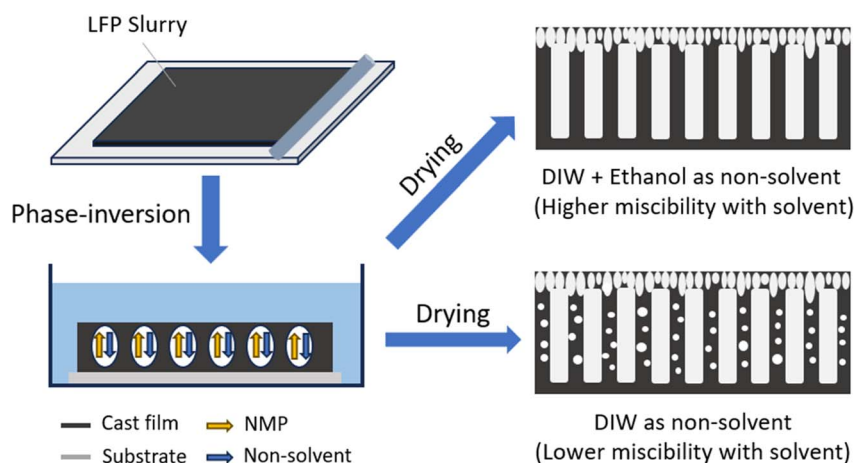 LFP Slurry
Phase-inversion
Drying
DIW + Ethanol as non-solvent
(Higher miscibility with solvent)
Drying
DIW as non-solvent
(Lower miscibility with solvent)
Cast film
NMP
Substrate
Non-solvent